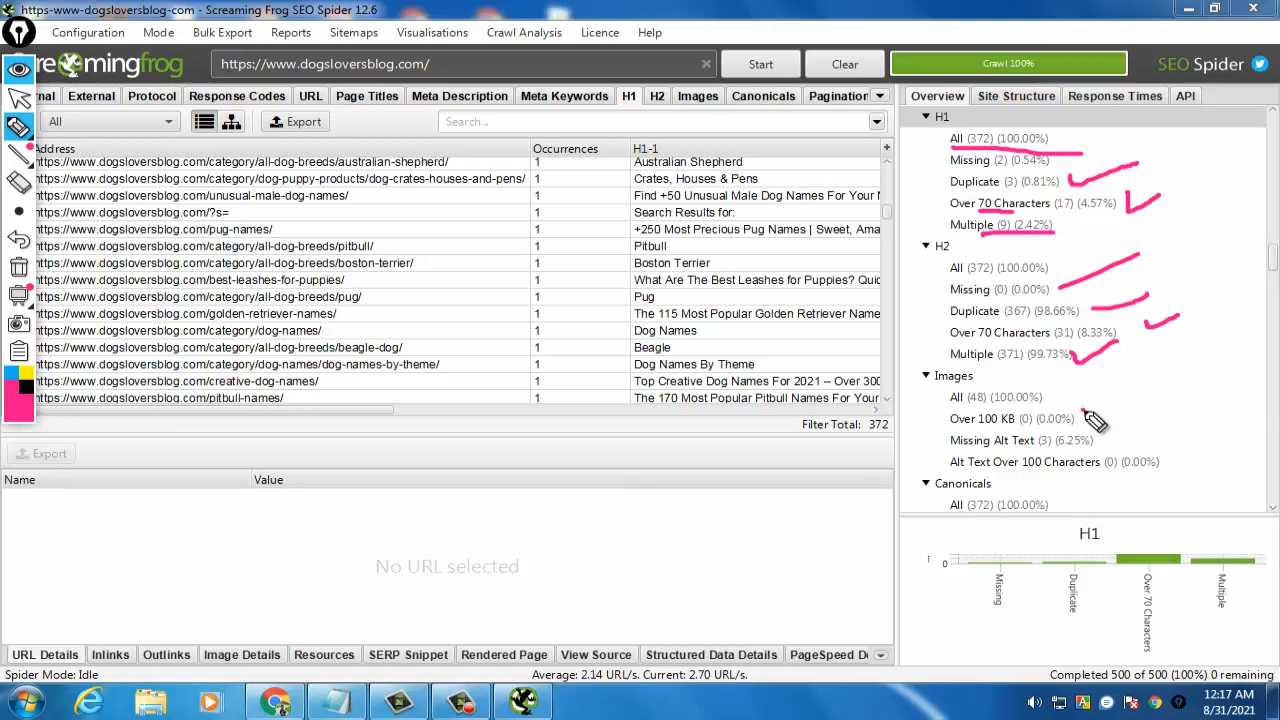 https-www-dogsloversblog-com - Screaming Frog SEO Spider 12.6
Configuration Mode Bulk Export Reports Sitemaps Visualisations Crawl Analysis Licence Help
https://www.dogsloversblog.com/ Start Clear Crawl 100% SEO Spider
External Protocol Response Codes URL Page Titles Meta Description Meta Keywords H1 H2 Images Canonicals Pagination
Overview Site Structure Response Times API
All Export Search...
Address Occurrences H1-1
https://www.dogsloversblog.com/category/all-dog-breeds/australian-shepherd/ 1 Australian Shepherd
https://www.dogsloversblog.com/category/dog-puppy-products/dog-crates-houses-and-pens/ 1 Crates, Houses & Pens
https://www.dogsloversblog.com/unusual-male-dog-names/ 1 Find +50 Unusual Male Dog Names For Your
https://www.dogsloversblog.com/?s= 1 Search Results for:
https://www.dogsloversblog.com/pug-names/ 1 +250 Most Precious Pug Names | Sweet, Ama
https://www.dogsloversblog.com/category/all-dog-breeds/pitbull/ 1 Pitbull
https://www.dogsloversblog.com/category/all-dog-breeds/boston-terrier/ 1 Boston Terrier
https://www.dogsloversblog.com/best-leashes-for-puppies/ 1 What Are The Best Leashes for Puppies? Quic
https://www.dogsloversblog.com/category/all-dog-breeds/pug/ 1 Pug
https://www.dogsloversblog.com/golden-retriever-names/ 1 The 115 Most Popular Golden Retriever Name
https://www.dogsloversblog.com/category/dog-names/ 1 Dog Names
https://www.dogsloversblog.com/category/all-dog-breeds/beagle-dog/ 1 Beagle
https://www.dogsloversblog.com/category/dog-names/dog-names-by-theme/ 1 Dog Names By Theme
https://www.dogsloversblog.com/creative-dog-names/ 1 Top Creative Dog Names For 2021 – Over 300
https://www.dogsloversblog.com/pitbull-names/ 1 The 170 Most Popular Pitbull Names For Your
Filter Total: 372
Export
Name Value
No URL selected
URL Details Inlinks Outlinks Image Details Resources SERP Snippet Rendered Page View Source Structured Data Details PageSpeed De
H1
All (372) (100.00%)
Missing (2) (0.54%)
Duplicate (3) (0.81%)
Over 70 Characters (17) (4.57%)
Multiple (9) (2.42%)
H2
All (372) (100.00%)
Missing (0) (0.00%)
Duplicate (367) (98.66%)
Over 70 Characters (31) (8.33%)
Multiple (371) (99.73%)
Images
All (48) (100.00%)
Over 100 KB (0) (0.00%)
Missing Alt Text (3) (6.25%)
Alt Text Over 100 Characters (0) (0.00%)
Canonicals
All (372) (100.00%)
H1
0
Missing
Duplicate
Over 70 Characters
Multiple
Spider Mode: Idle Average: 2.14 URL/s. Current: 2.70 URL/s. Completed 500 of 500 (100%) 0 remaining
12:17 AM
8/31/2021